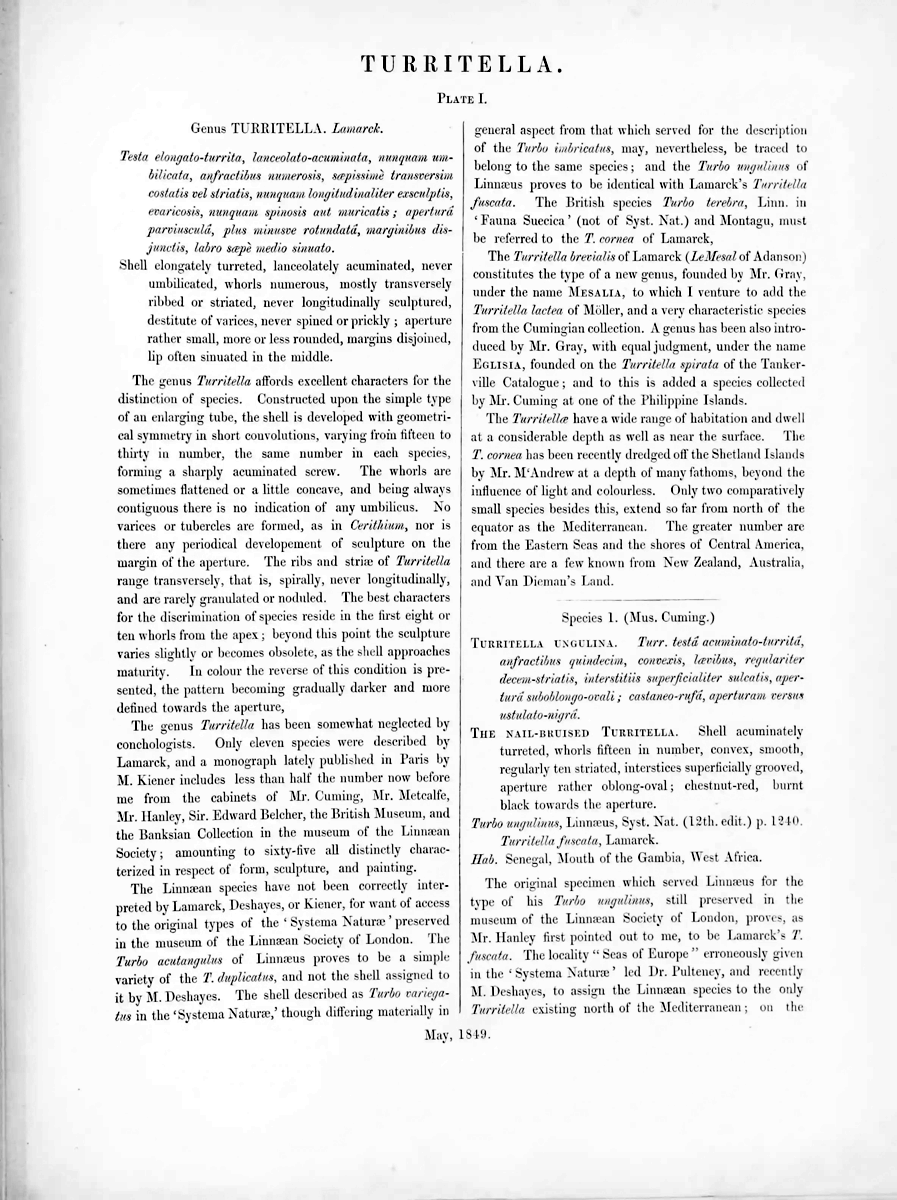 TURRITELLA.
PLATE I.
Genus TURRITELLA. Lamarck.
Testa elongato-turrita, lanceolato-acuminata, nunquam um-
bilicata, anfractibus numerosis, sæpissimè transversim
costatis vel striatis, nunquam longitudinaliter exsculptis,
evaricosis, nunquam spinosis aut muricatis; aperturâ
parviusculâ, plus minusve rotundatâ, marginibus dis-
junctis, labro sæpè medio sinuato.
Shell elongately turreted, lanceolately acuminated, never
umbilicated, whorls numerous, mostly transversely
ribbed or striated, never longitudinally sculptured,
destitute of varices, never spined or prickly; aperture
rather small, more or less rounded, margins disjoined,
lip often sinuated in the middle.
The genus Turritella affords excellent characters for the
distinction of species. Constructed upon the simple type
of an enlarging tube, the shell is developed with geometri-
cal symmetry in short convolutions, varying from fifteen to
thirty in number, the same number in each species,
forming a sharply acuminated screw. The whorls are
sometimes flattened or a little concave, and being always
contiguous there is no indication of any umbilicus. No
varices or tubercles are formed, as in Cerithium, nor is
there any periodical developement of sculpture on the
margin of the aperture. The ribs and striæ of Turritella
range transversely, that is, spirally, never longitudinally,
and are rarely granulated or noduled. The best characters
for the discrimination of species reside in the first eight or
ten whorls from the apex; beyond this point the sculpture
varies slightly or becomes obsolete, as the shell approaches
maturity. In colour the reverse of this condition is pre-
sented, the pattern becoming gradually darker and more
defined towards the aperture,
The genus Turritella has been somewhat neglected by
conchologists. Only eleven species were described by
Lamarck, and a monograph lately published in Paris by
M. Kiener includes less than half the number now before
me from the cabinets of Mr. Cuming, Mr. Metcalfe,
Mr. Hanley, Sir. Edward Belcher, the British Museum, and
the Banksian Collection in the museum of the Linnæan
Society; amounting to sixty-five all distinctly charac-
terized in respect of form, sculpture, and painting.
The Linnæan species have not been correctly inter-
preted by Lamarck, Deshayes, or Kiener, for want of access
to the original types of the 'Systema Naturæ' preserved
in the museum of the Linnæan Society of London. The
Turbo acutangulus of Linnæus proves to be a simple
variety of the T. duplicatus, and not the shell assigned to
it by M. Deshayes. The shell described as Turbo variega-
tus in the 'Systema Naturæ,' though differing materially in
general aspect from that which served for the description
of the Turbo imbricatus, may, nevertheless, be traced to
belong to the same species; and the Turbo ungulinus of
Linnæus proves to be identical with Lamarck's Turritella
fuscata. The British species Turbo terebra, Linn. in
'Fauna Suecica' (not of Syst. Nat.) and Montagu, must
be referred to the T. cornea of Lamarck,
The Turritella brevialis of Lamarck (Le Mesal of Adanson)
constitutes the type of a new genus, founded by Mr. Gray,
under the name MESALIA, to which I venture to add the
Turritella lactea of Möller, and a very characteristic species
from the Cumingian collection. A genus has been also intro-
duced by Mr. Gray, with equal judgment, under the name
EGLISIA, founded on the Turritella spirata of the Tanker-
ville Catalogue; and to this is added a species collected
by Mr. Cuming at one of the Philippine Islands.
The Turritellæ have a wide range of habitation and dwell
at a considerable depth as well as near the surface. The
T. cornea has been recently dredged off the Shetland Islands
by Mr. M'Andrew at a depth of many fathoms, beyond the
influence of light and colourless. Only two comparatively
small species besides this, extend so far from north of the
equator as the Mediterranean. The greater number are
from the Eastern Seas and the shores of Central America,
and there are a few known from New Zealand, Australia,
and Van Dieman's Land.
Species 1. (Mus. Cuming.)
TURRITELLA UNGULINA. Turr. testâ acuminato-turritâ,
anfractibus quindecim, convexis, lævibus, regulariter
decem-striatis, interstitiis superficialiter sulcatis, aper-
turâ suboblongo-ovali; castaneo-rufâ, aperturam versus
ustulato-nigrâ.
THE NAIL-BRUISED TURRITELLA. Shell acuminately
turreted, whorls fifteen in number, convex, smooth,
regularly ten striated, interstices superficially grooved,
aperture rather oblong-oval; chestnut-red, burnt
black towards the aperture.
Turbo ungulinus, Linnæus, Syst. Nat. (12th. edit.) p. 1240.
Turritella fuscata, Lamarck.
Hab. Senegal, Mouth of the Gambia, West Africa.
The original specimen which served Linnæus for the
type of his Turbo ungulinus, still preserved in the
museum of the Linnæan Society of London, proves, as
Mr. Hanley first pointed out to me, to be Lamarck's T.
fuscata. The locality "Seas of Europe" erroneously given
in the 'Systema Naturæ' led Dr. Pulteney, and recently
M. Deshayes, to assign the Linnæan species to the only
Turritella existing north of the Mediterranean; on the
May, 1849.